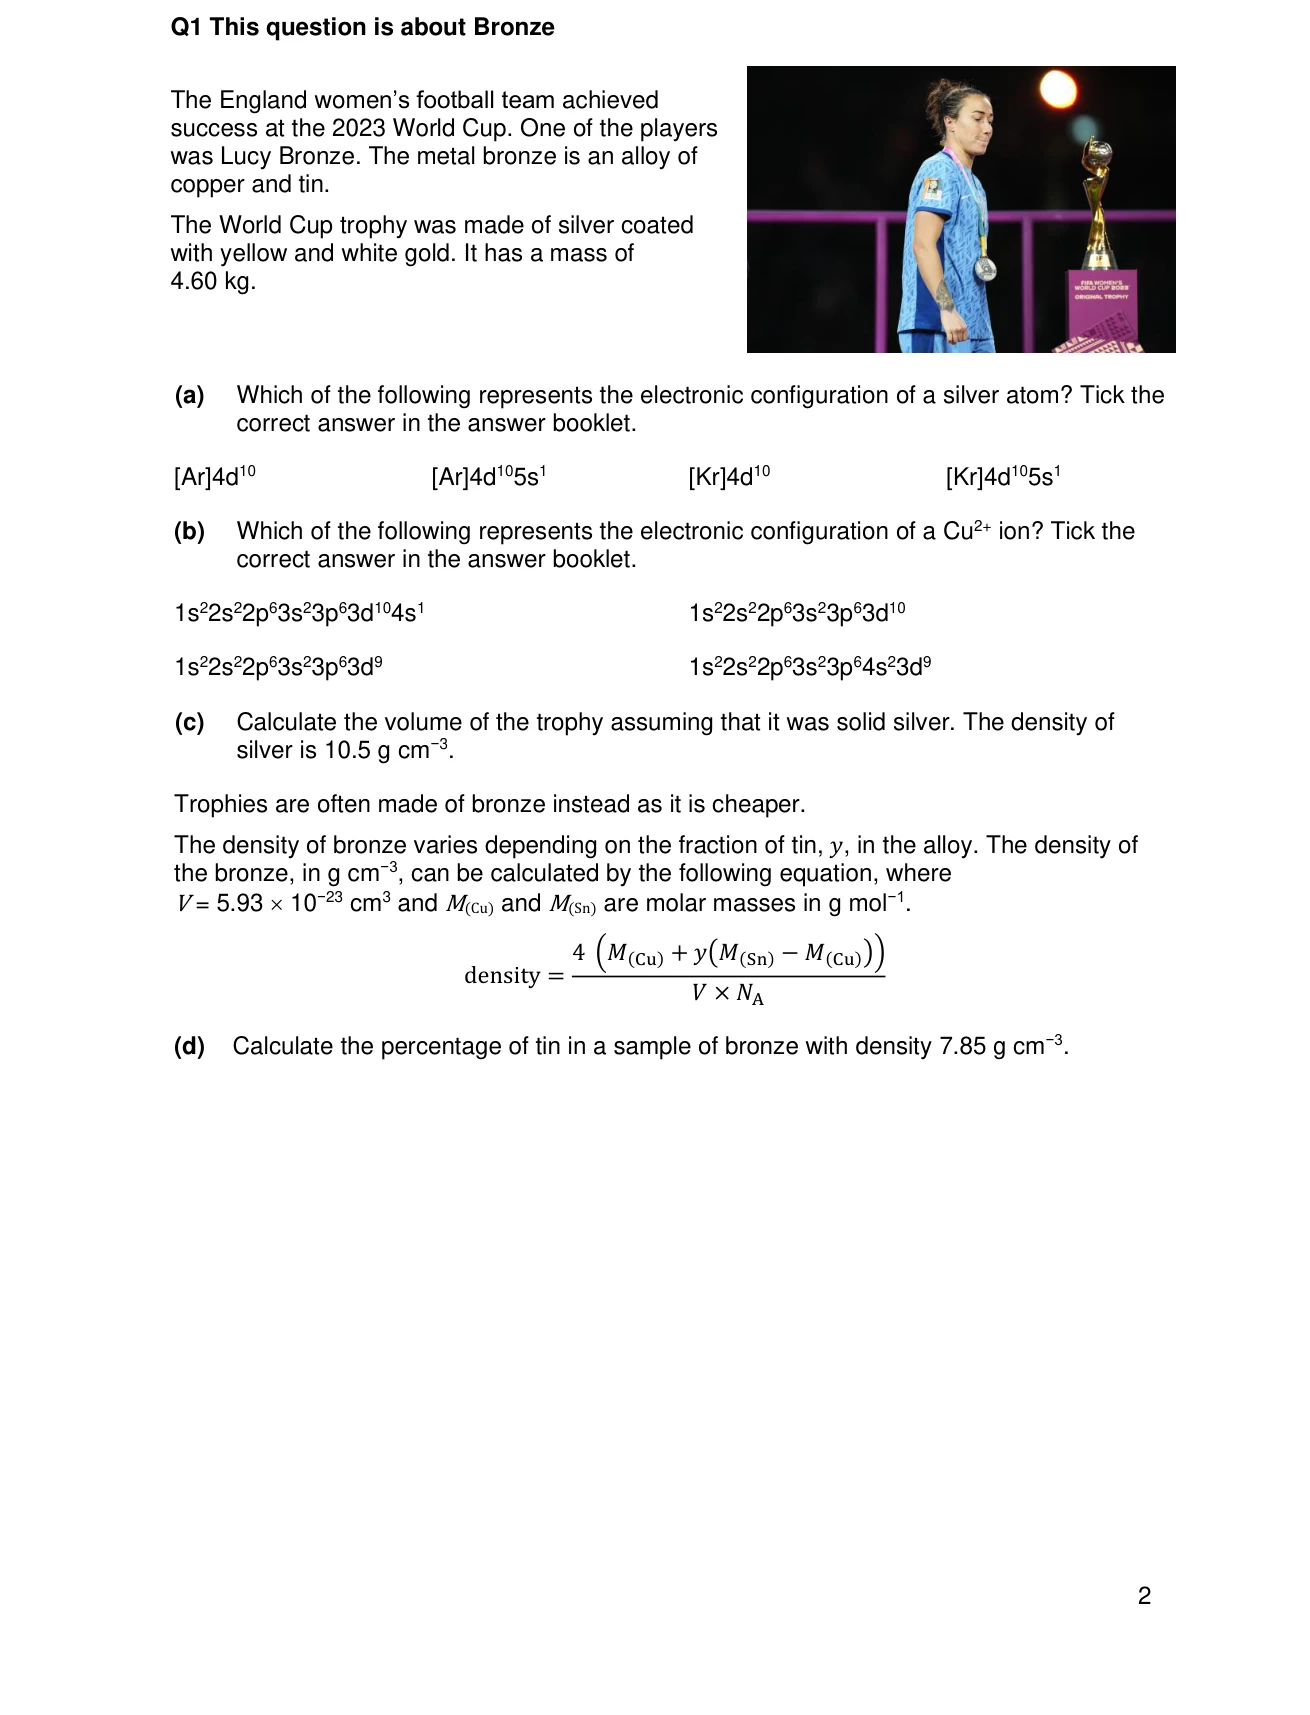 Q1 This question is about Bronze
The England women’s football team achieved
success at the 2023 World Cup. One of the players
was Lucy Bronze. The metal bronze is an alloy of
copper and tin.
The World Cup trophy was made of silver coated
with yellow and white gold. It has a mass of
4.60 kg.
FIFA WOMEN'S
WORLD CUP 2023
ORIGINAL TROPHY
(a) Which of the following represents the electronic configuration of a silver atom? Tick the
correct answer in the answer booklet.
[Ar]4d¹⁰ [Ar]4d¹⁰5s¹ [Kr]4d¹⁰ [Kr]4d¹⁰5s¹
(b) Which of the following represents the electronic configuration of a Cu²⁺ ion? Tick the
correct answer in the answer booklet.
1s²2s²2p⁶3s²3p⁶3d¹⁰4s¹ 1s²2s²2p⁶3s²3p⁶3d¹⁰
1s²2s²2p⁶3s²3p⁶3d⁹ 1s²2s²2p⁶3s²3p⁶4s²3d⁹
(c) Calculate the volume of the trophy assuming that it was solid silver. The density of
silver is 10.5 g cm⁻³.
Trophies are often made of bronze instead as it is cheaper.
The density of bronze varies depending on the fraction of tin, y, in the alloy. The density of
the bronze, in g cm⁻³, can be calculated by the following equation, where
V = 5.93 × 10⁻²³ cm³ and M(Cu) and M(Sn) are molar masses in g mol⁻¹.
density = 4 (M(Cu) + y(M(Sn) − M(Cu))) / V × N_A
(d) Calculate the percentage of tin in a sample of bronze with density 7.85 g cm⁻³.
2